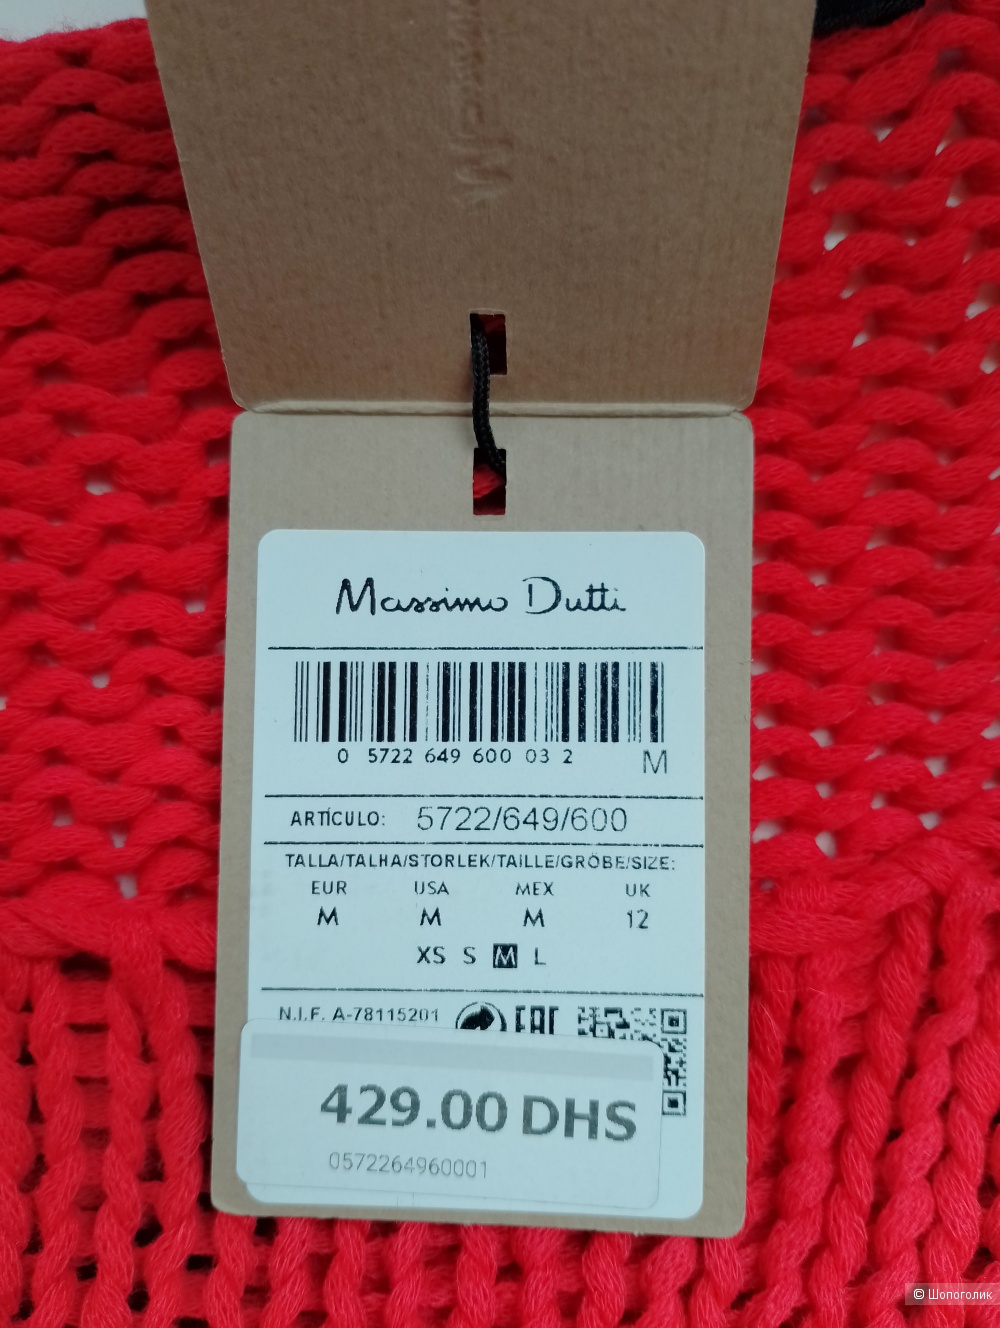 Massimo Dutti
0 5722 649 600 03 2
M
ARTÍCULO: 5722/649/600
TALLA/TALHA/STORLEK/TAILLE/GRÖBE/SIZE:
EUR USA MEX UK
M M M 12
XS S M L
N.I.F. A-78115201 EAC
429.00 DHS
0572264960001
© Шопоголик